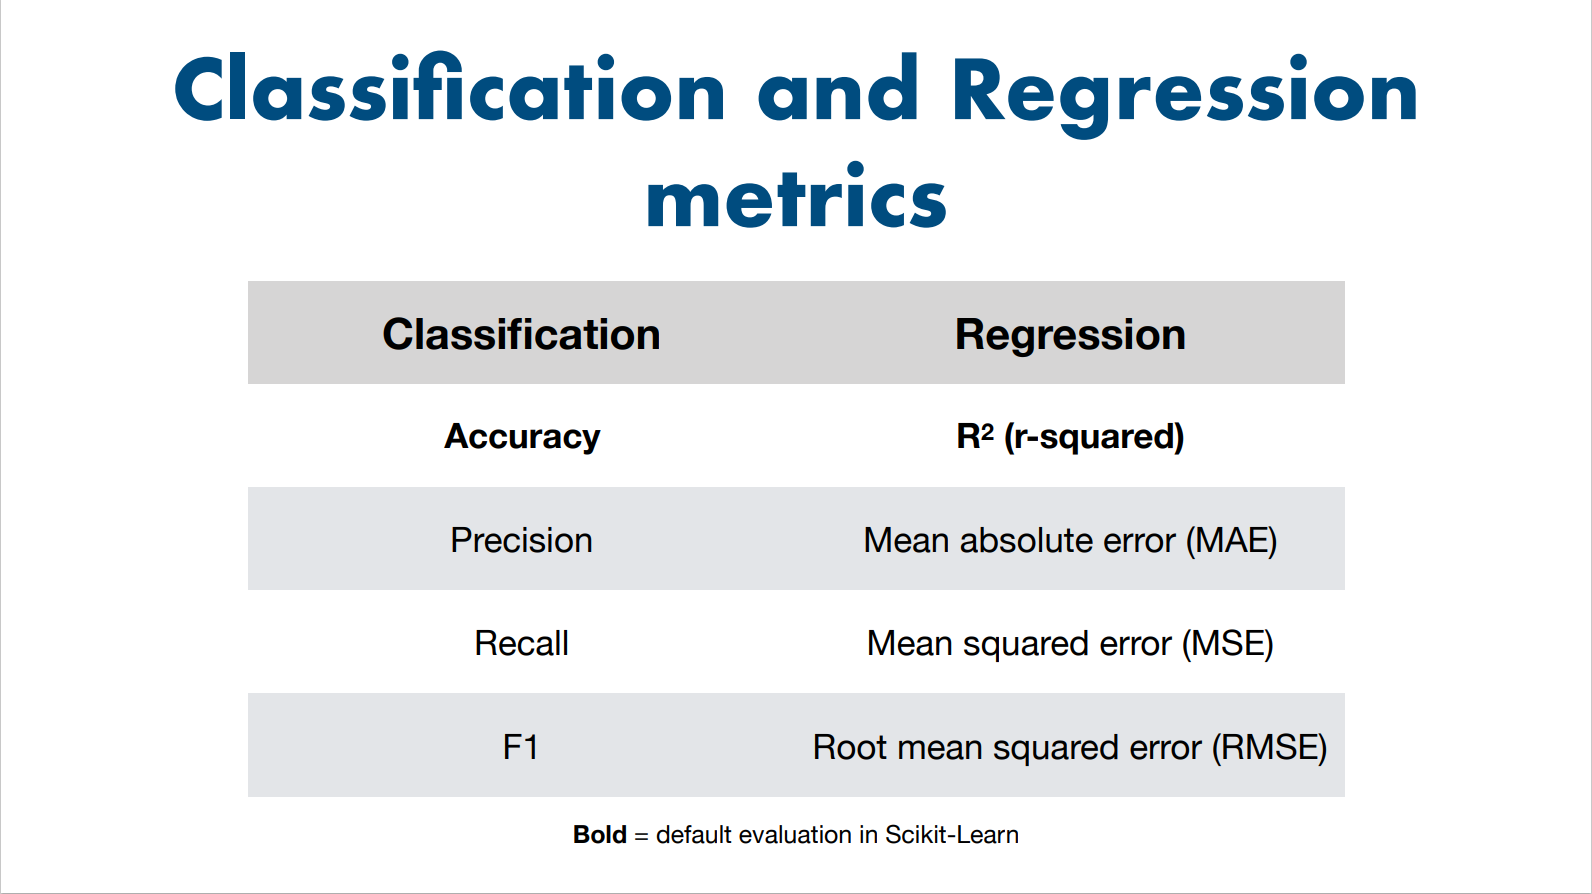 Classification and Regression
metrics
Classification Regression
Accuracy R² (r-squared)
Precision Mean absolute error (MAE)
Recall Mean squared error (MSE)
F1 Root mean squared error (RMSE)
Bold = default evaluation in Scikit-Learn